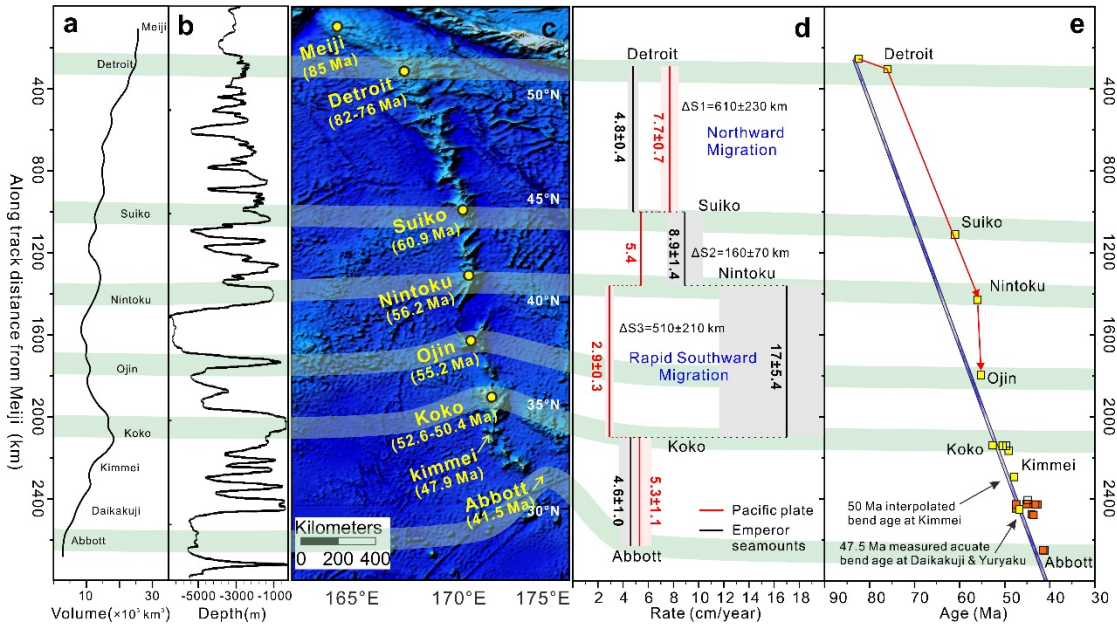 a
Meiji
Detroit
Suiko
Nintoku
Ojin
Koko
Kimmei
Daikakuji
Abbott
400
800
1200
1600
2000
2400
Along track distance from Meiji (km)
0 10 20 30
Volume(×10³ km³)
b
-5000 -3000 -1000
Depth(m)
c
Meiji
(85 Ma)
Detroit
(82-76 Ma)
Suiko
(60.9 Ma)
Nintoku
(56.2 Ma)
Ojin
(55.2 Ma)
Koko
(52.6-50.4 Ma)
kimmei
(47.9 Ma)
Abbott
(41.5 Ma)
50°N
45°N
40°N
35°N
30°N
Kilometers
0 200 400
165°E 170°E 175°E
d
Detroit
4.8±0.4
7.7±0.7
ΔS1=610±230 km
Northward
Migration
Suiko
5.4
8.9±1.4
ΔS2=160±70 km
Nintoku
2.9±0.3
ΔS3=510±210 km
Rapid Southward
Migration
17±5.4
Koko
4.6±1.0
5.3±1.1
Pacific plate
Emperor
seamounts
Abbott
2 6 10 14 18
Rate (cm/year)
e
Detroit
Suiko
Nintoku
Ojin
Koko
Kimmei
50 Ma interpolated
bend age at Kimmei
47.5 Ma measured acuate
bend age at Daikakuji & Yuryaku
Abbott
400
800
1200
1600
2000
2400
90 80 70 60 50 40 30
Age (Ma)